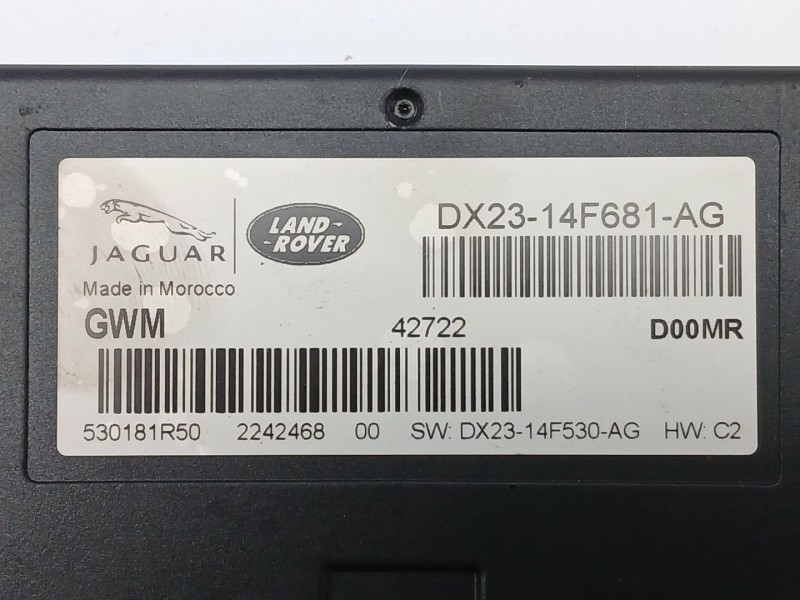 JAGUAR
LAND-
-ROVER
DX23-14F681-AG
Made in Morocco
GWM 42722 D00MR
530181R50 2242468 00 SW: DX23-14F530-AG HW: C2